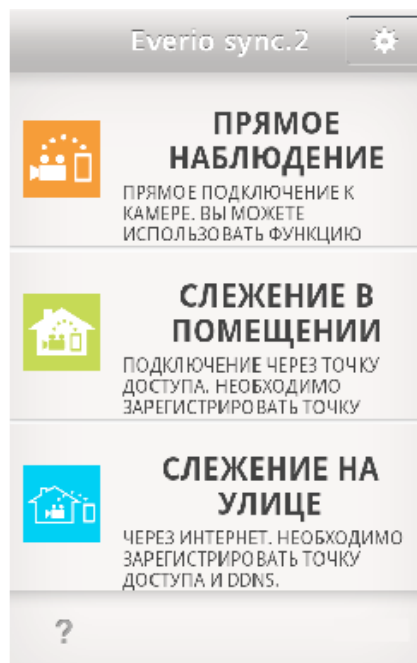 Everio sync.2
ПРЯМОЕ
НАБЛЮДЕНИЕ
ПРЯМОЕ ПОДКЛЮЧЕНИЕ К
КАМЕРЕ. ВЫ МОЖЕТЕ
ИСПОЛЬЗОВАТЬ ФУНКЦИЮ
СЛЕЖЕНИЕ В
ПОМЕЩЕНИИ
ПОДКЛЮЧЕНИЕ ЧЕРЕЗ ТОЧКУ
ДОСТУПА. НЕОБХОДИМО
ЗАРЕГИСТРИРОВАТЬ ТОЧКУ
СЛЕЖЕНИЕ НА
УЛИЦЕ
ЧЕРЕЗ ИНТЕРНЕТ. НЕОБХОДИМО
ЗАРЕГИСТРИРОВАТЬ ТОЧКУ
ДОСТУПА И DDNS.
?